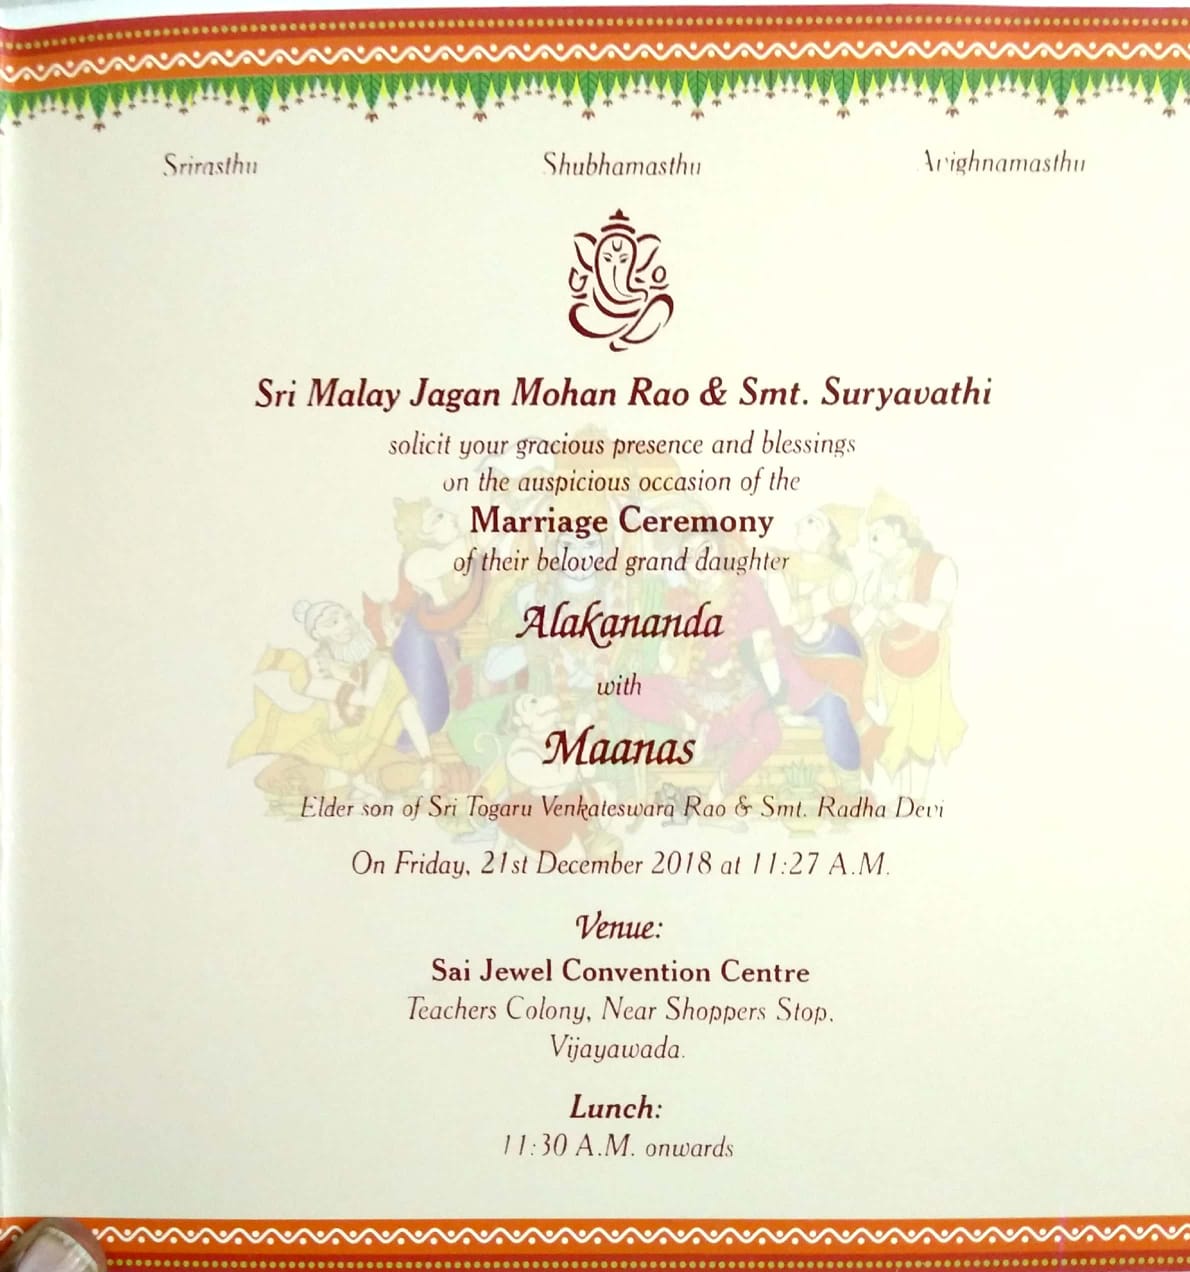 Srirasthu Shubhamasthu Avighnamasthu
Sri Malay Jagan Mohan Rao & Smt. Suryavathi
solicit your gracious presence and blessings
on the auspicious occasion of the
Marriage Ceremony
of their beloved grand daughter
Alakananda
with
Maanas
Elder son of Sri Togaru Venkateswara Rao & Smt. Radha Devi
On Friday, 21st December 2018 at 11:27 A.M.
Venue:
Sai Jewel Convention Centre
Teachers Colony, Near Shoppers Stop,
Vijayawada.
Lunch:
11:30 A.M. onwards